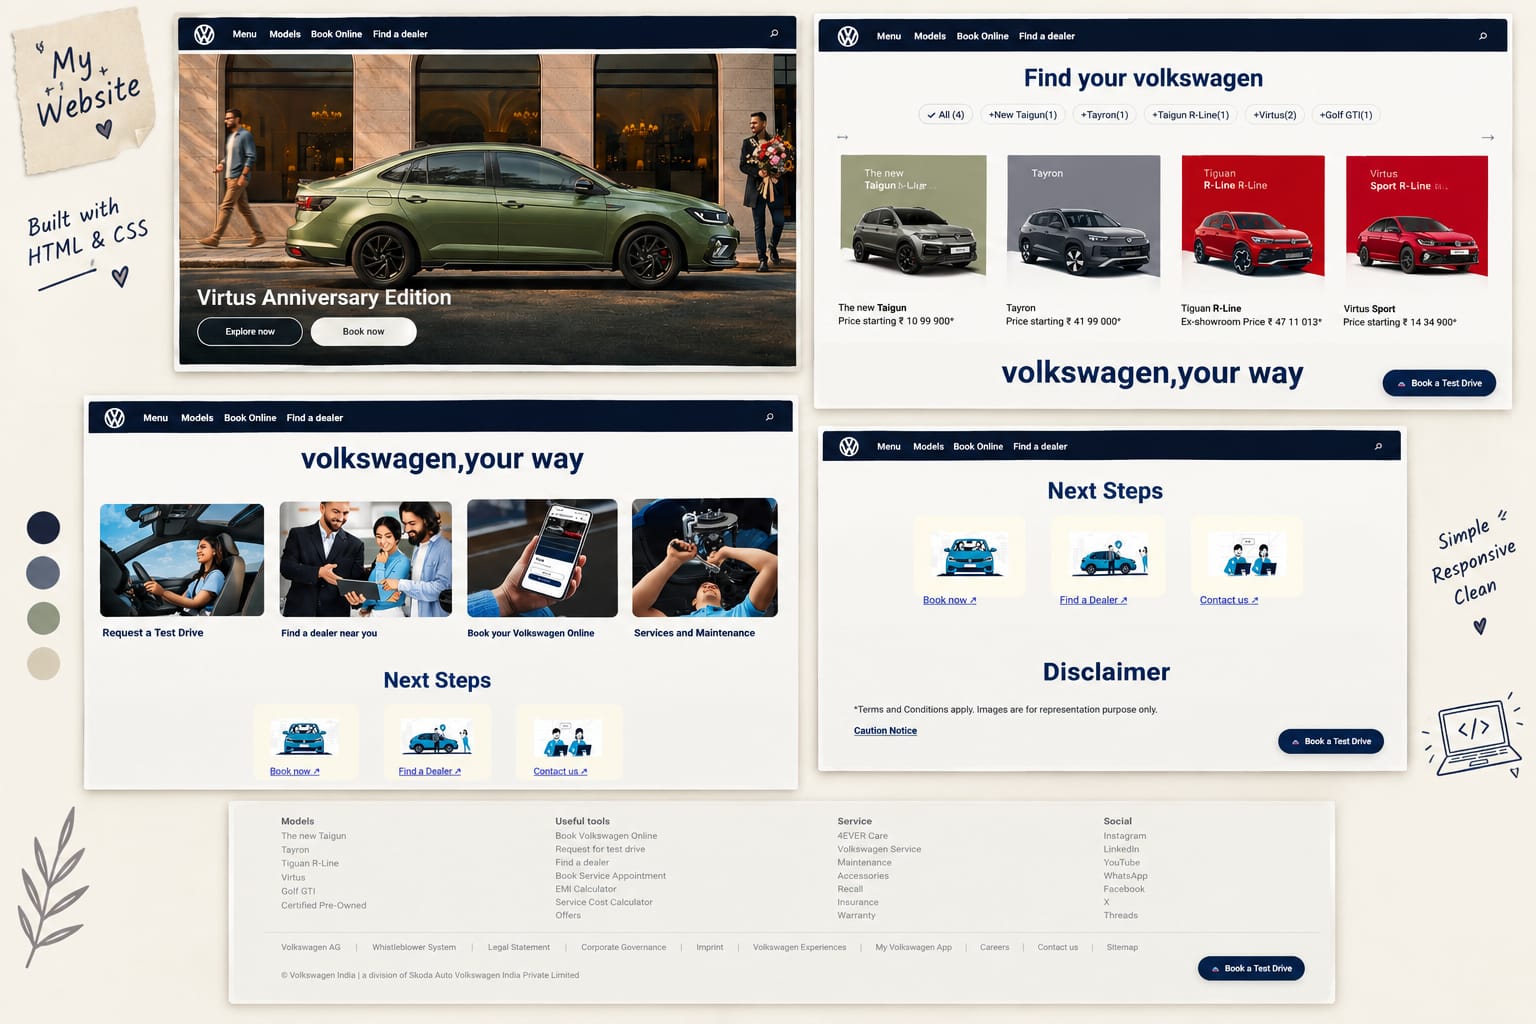 My
Website
Built with
HTML & CSS
Menu Models Book Online Find a dealer
Virtus Anniversary Edition
Explore now Book now
Menu Models Book Online Find a dealer
Find your volkswagen
✓ All (4) +New Taigun(1) +Tayron(1) +Taigun R-Line(1) +Virtus(2) +Golf GTI(1)
The new
Taigun
Tayron
Tiguan
R-Line R-Line
Virtus
Sport R-Line
The new Taigun
Price starting ₹ 10 99 900*
Tayron
Price starting ₹ 41 99 000*
Tiguan R-Line
Ex-showroom Price ₹ 47 11 013*
Virtus Sport
Price starting ₹ 14 34 900*
volkswagen,your way
Book a Test Drive
Menu Models Book Online Find a dealer
volkswagen,your way
Request a Test Drive
Find a dealer near you
Book your Volkswagen Online
Services and Maintenance
Next Steps
Book now ↗
Find a Dealer ↗
Contact us ↗
Menu Models Book Online Find a dealer
Next Steps
Book now ↗
Find a Dealer ↗
Contact us ↗
Disclaimer
*Terms and Conditions apply. Images are for representation purpose only.
Caution Notice
Book a Test Drive
Simple
Responsive
Clean
</>
Models
The new Taigun
Tayron
Tiguan R-Line
Virtus
Golf GTI
Certified Pre-Owned
Useful tools
Book Volkswagen Online
Request for test drive
Find a dealer
Book Service Appointment
EMI Calculator
Service Cost Calculator
Offers
Service
4EVER Care
Volkswagen Service
Maintenance
Accessories
Recall
Insurance
Warranty
Social
Instagram
LinkedIn
YouTube
WhatsApp
Facebook
X
Threads
Volkswagen AG | Whistleblower System | Legal Statement | Corporate Governance | Imprint | Volkswagen Experiences | My Volkswagen App | Careers | Contact us | Sitemap
© Volkswagen India | a division of Skoda Auto Volkswagen India Private Limited
Book a Test Drive